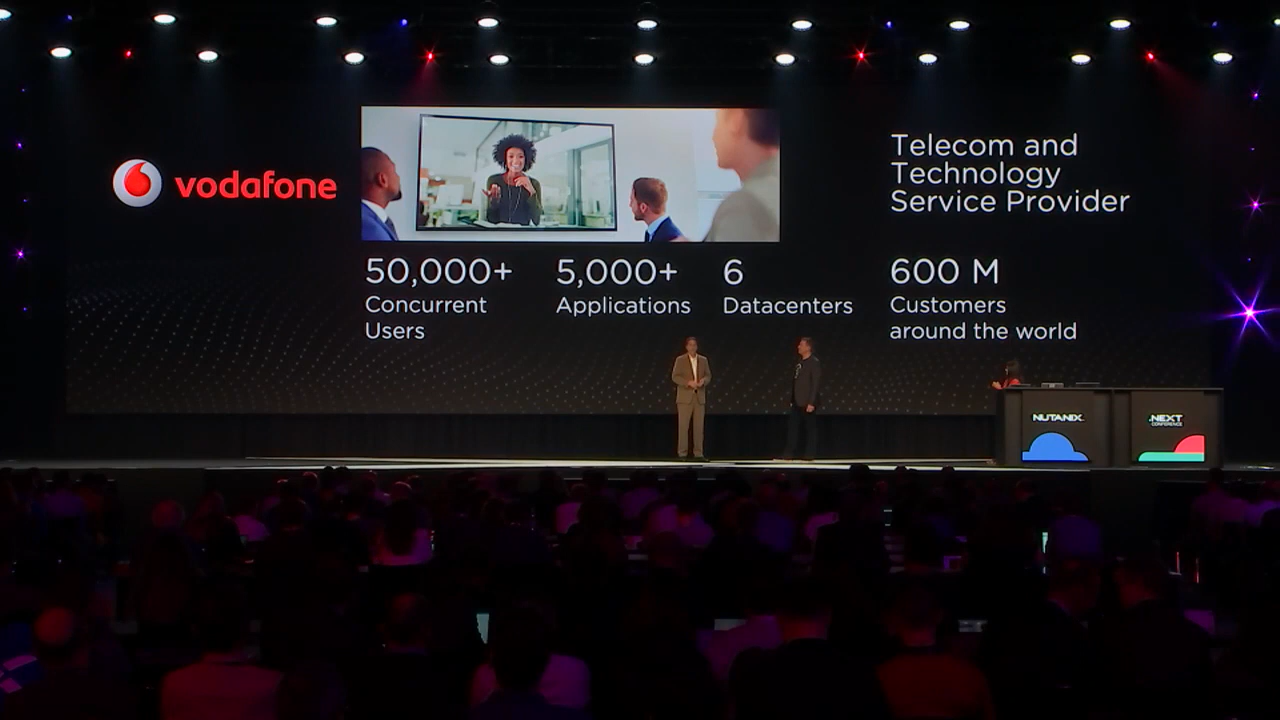 vodafone
Telecom and
Technology
Service Provider
50,000+
Concurrent
Users
5,000+
Applications
6
Datacenters
600 M
Customers
around the world
NUTANIX
.NEXT
CONFERENCE